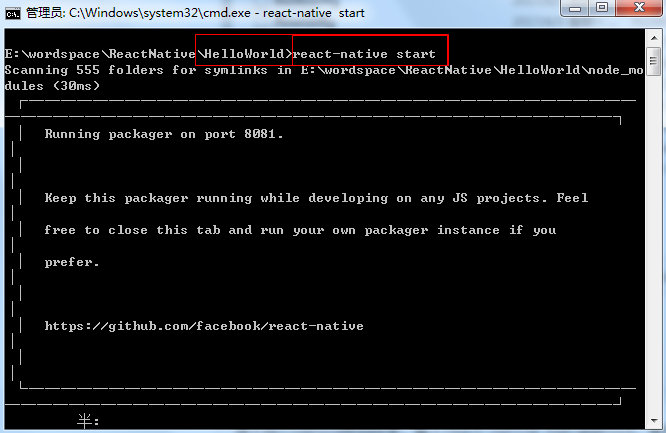 管理员: C:\Windows\system32\cmd.exe - react-native  start
E:\wordspace\ReactNative\HelloWorld>react-native start
Scanning 555 folders for symlinks in E:\wordspace\ReactNative\HelloWorld\node_mo
dules (30ms)
Running packager on port 8081.
Keep this packager running while developing on any JS projects. Feel
free to close this tab and run your own packager instance if you
prefer.
https://github.com/facebook/react-native
半: